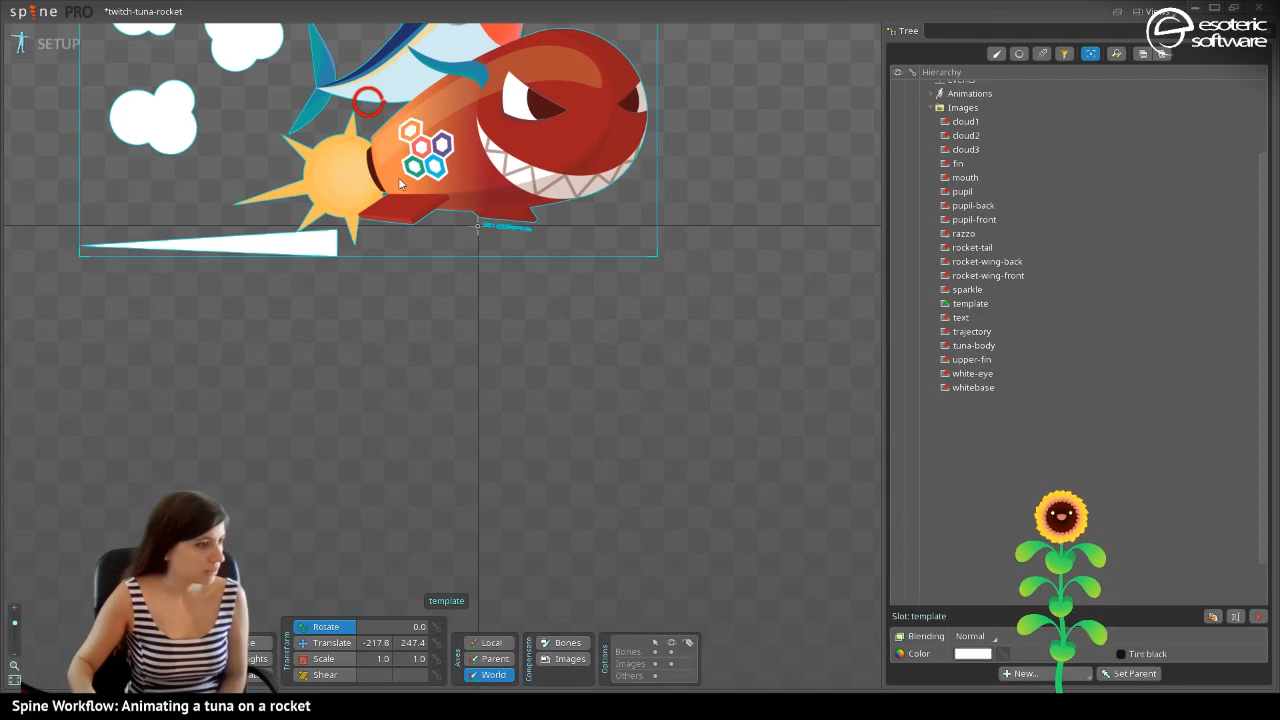 spine PRO
*twitch-tuna-rocket
Views
esoteric
software
SETUP
Tree
Hierarchy
Animations
Images
cloud1
cloud2
cloud3
fin
mouth
pupil
pupil-back
pupil-front
razzo
rocket-tail
rocket-wing-back
rocket-wing-front
sparkle
template
text
trajectory
tuna-body
upper-fin
white-eye
whitebase
template
Transform
Rotate 0.0
Translate -217.8 247.4
Scale 1.0 1.0
Shear
Axes
Local
Parent
World
Compensate
Bones
Images
Options
Bones
Images
Others
Slot: template
Blending Normal
Color Tint black
New...
Set Parent
Spine Workflow: Animating a tuna on a rocket